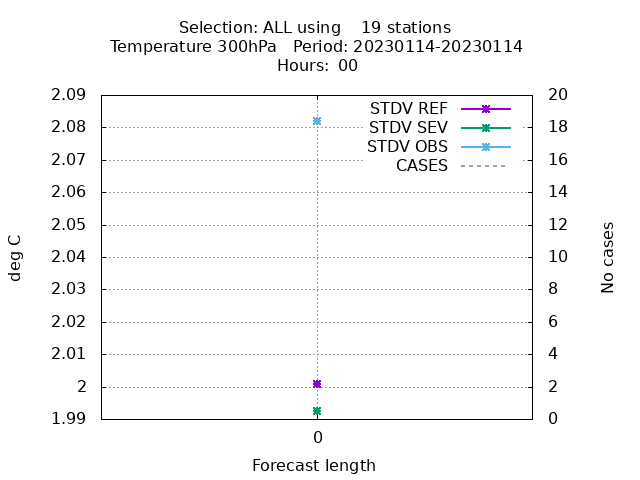 Selection: ALL using    19 stations
Temperature 300hPa   Period: 20230114-20230114
Hours:  00
2.09
2.08
2.07
2.06
2.05
2.04
2.03
2.02
2.01
2
1.99
deg C
STDV REF
STDV SEV
STDV OBS
CASES
20
18
16
14
12
10
8
6
4
2
0
No cases
0
Forecast length